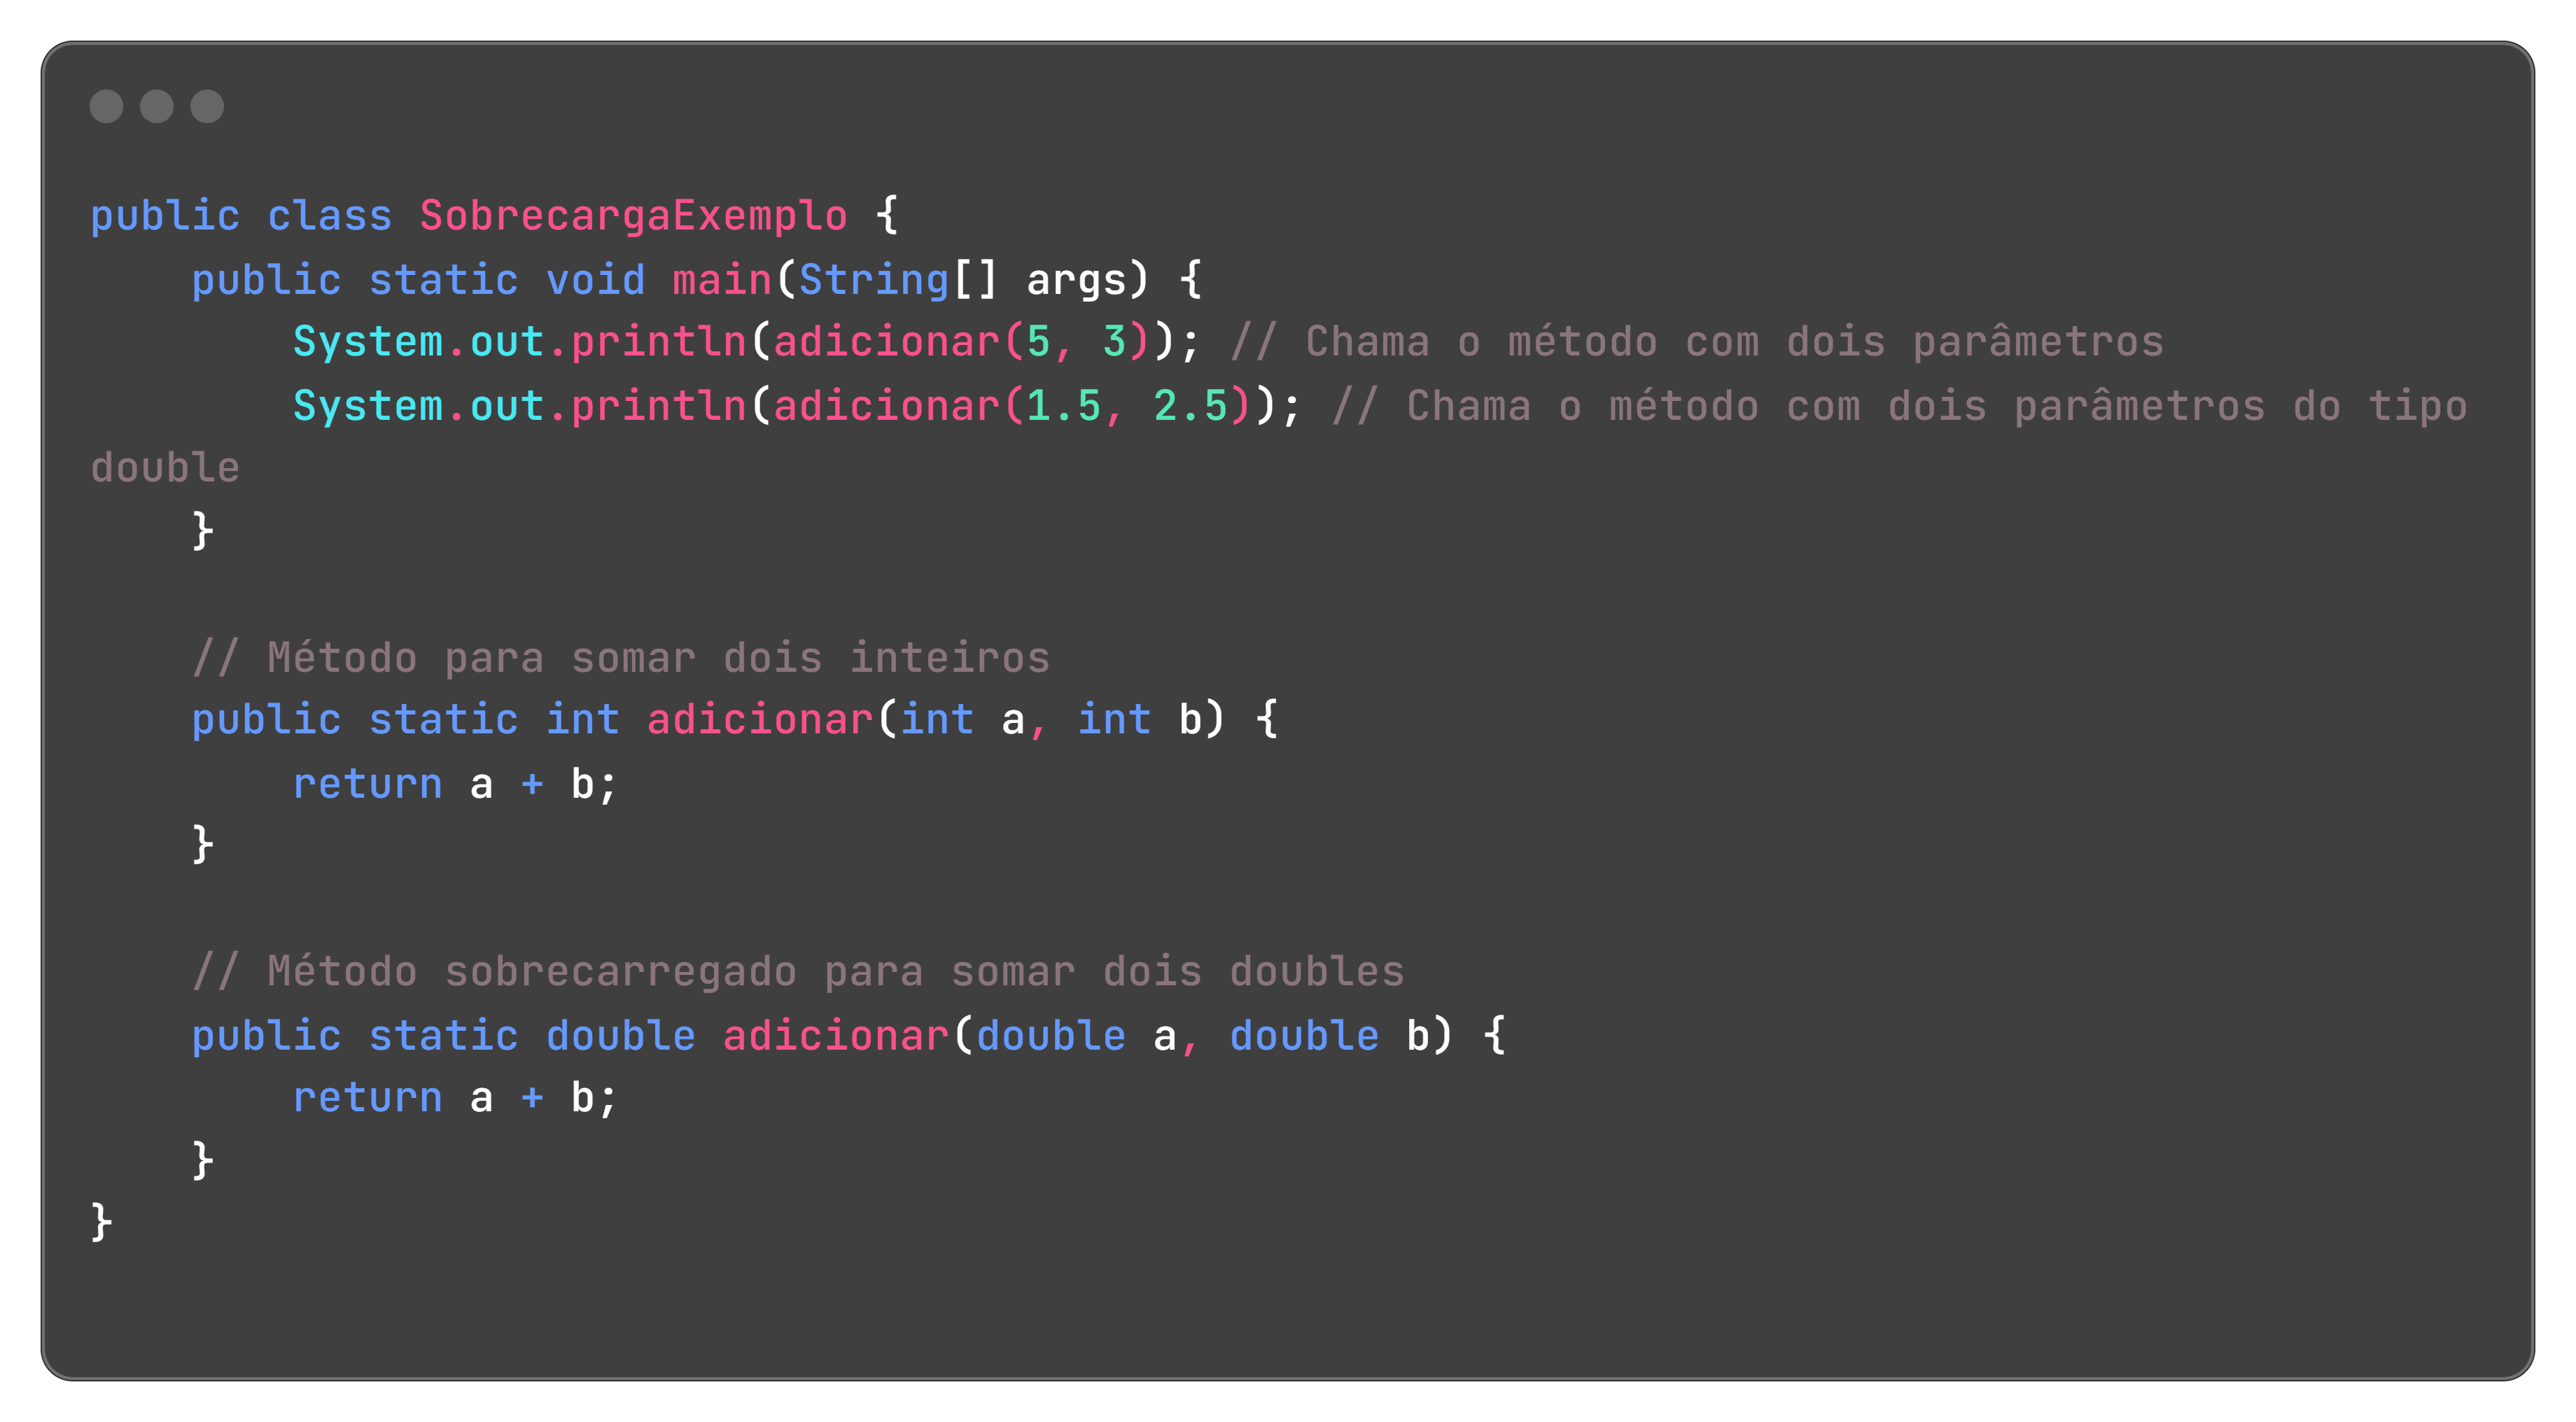 public class SobrecargaExemplo {
    public static void main(String[] args) {
        System.out.println(adicionar(5, 3)); // Chama o método com dois parâmetros
        System.out.println(adicionar(1.5, 2.5)); // Chama o método com dois parâmetros do tipo
double
    }

    // Método para somar dois inteiros
    public static int adicionar(int a, int b) {
        return a + b;
    }

    // Método sobrecarregado para somar dois doubles
    public static double adicionar(double a, double b) {
        return a + b;
    }
}